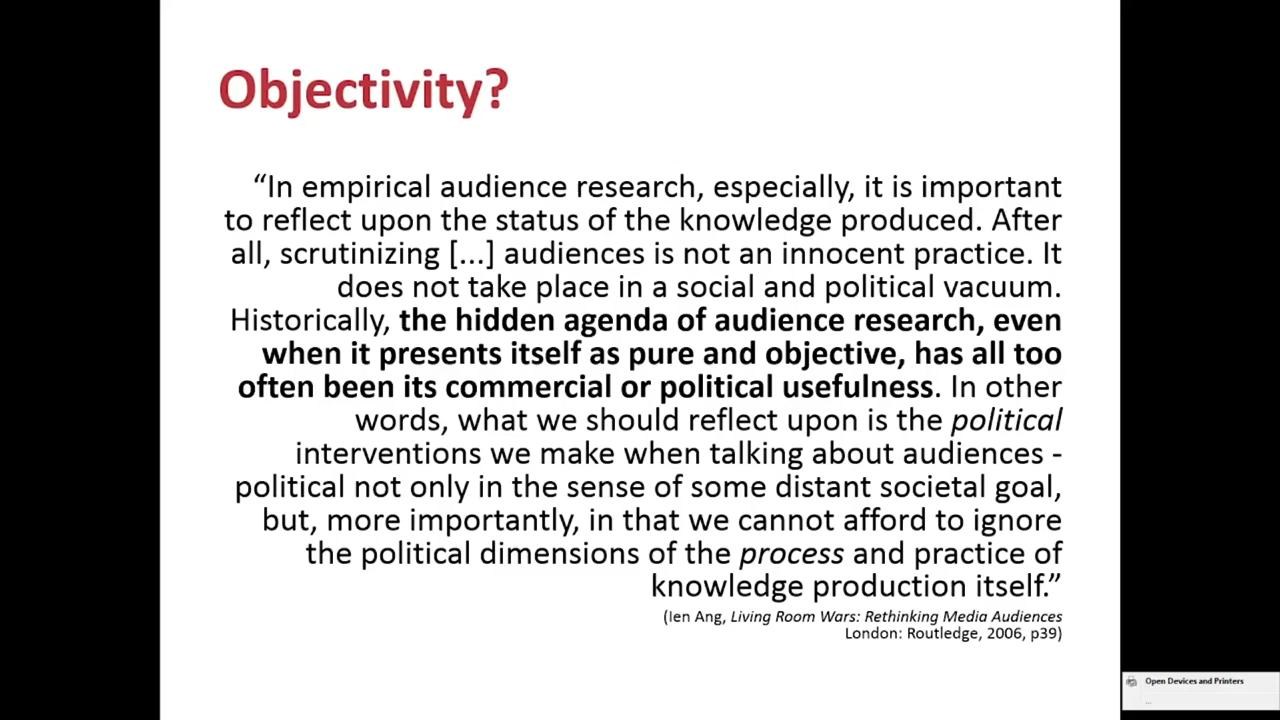 Objectivity?
“In empirical audience research, especially, it is important
to reflect upon the status of the knowledge produced. After
all, scrutinizing [...] audiences is not an innocent practice. It
does not take place in a social and political vacuum.
Historically, the hidden agenda of audience research, even
when it presents itself as pure and objective, has all too
often been its commercial or political usefulness. In other
words, what we should reflect upon is the political
interventions we make when talking about audiences -
political not only in the sense of some distant societal goal,
but, more importantly, in that we cannot afford to ignore
the political dimensions of the process and practice of
knowledge production itself.”
(Ien Ang, Living Room Wars: Rethinking Media Audiences
London: Routledge, 2006, p39)
Open Devices and Printers
...